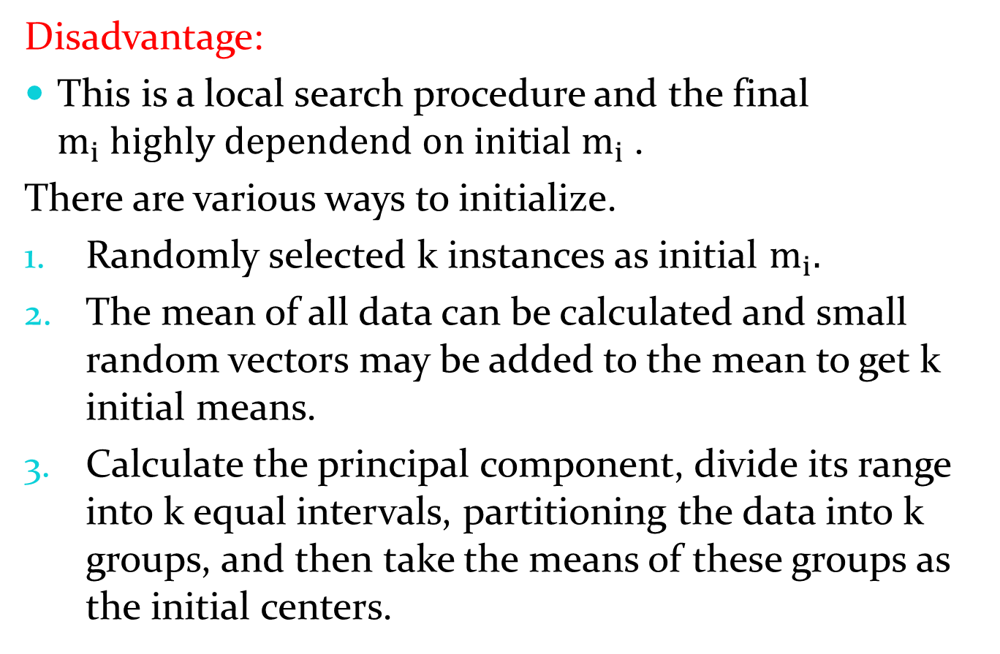 Disadvantage:
• This is a local search procedure and the final
mᵢ highly dependend on initial mᵢ .
There are various ways to initialize.
1. Randomly selected k instances as initial mᵢ.
2. The mean of all data can be calculated and small
random vectors may be added to the mean to get k
initial means.
3. Calculate the principal component, divide its range
into k equal intervals, partitioning the data into k
groups, and then take the means of these groups as
the initial centers.